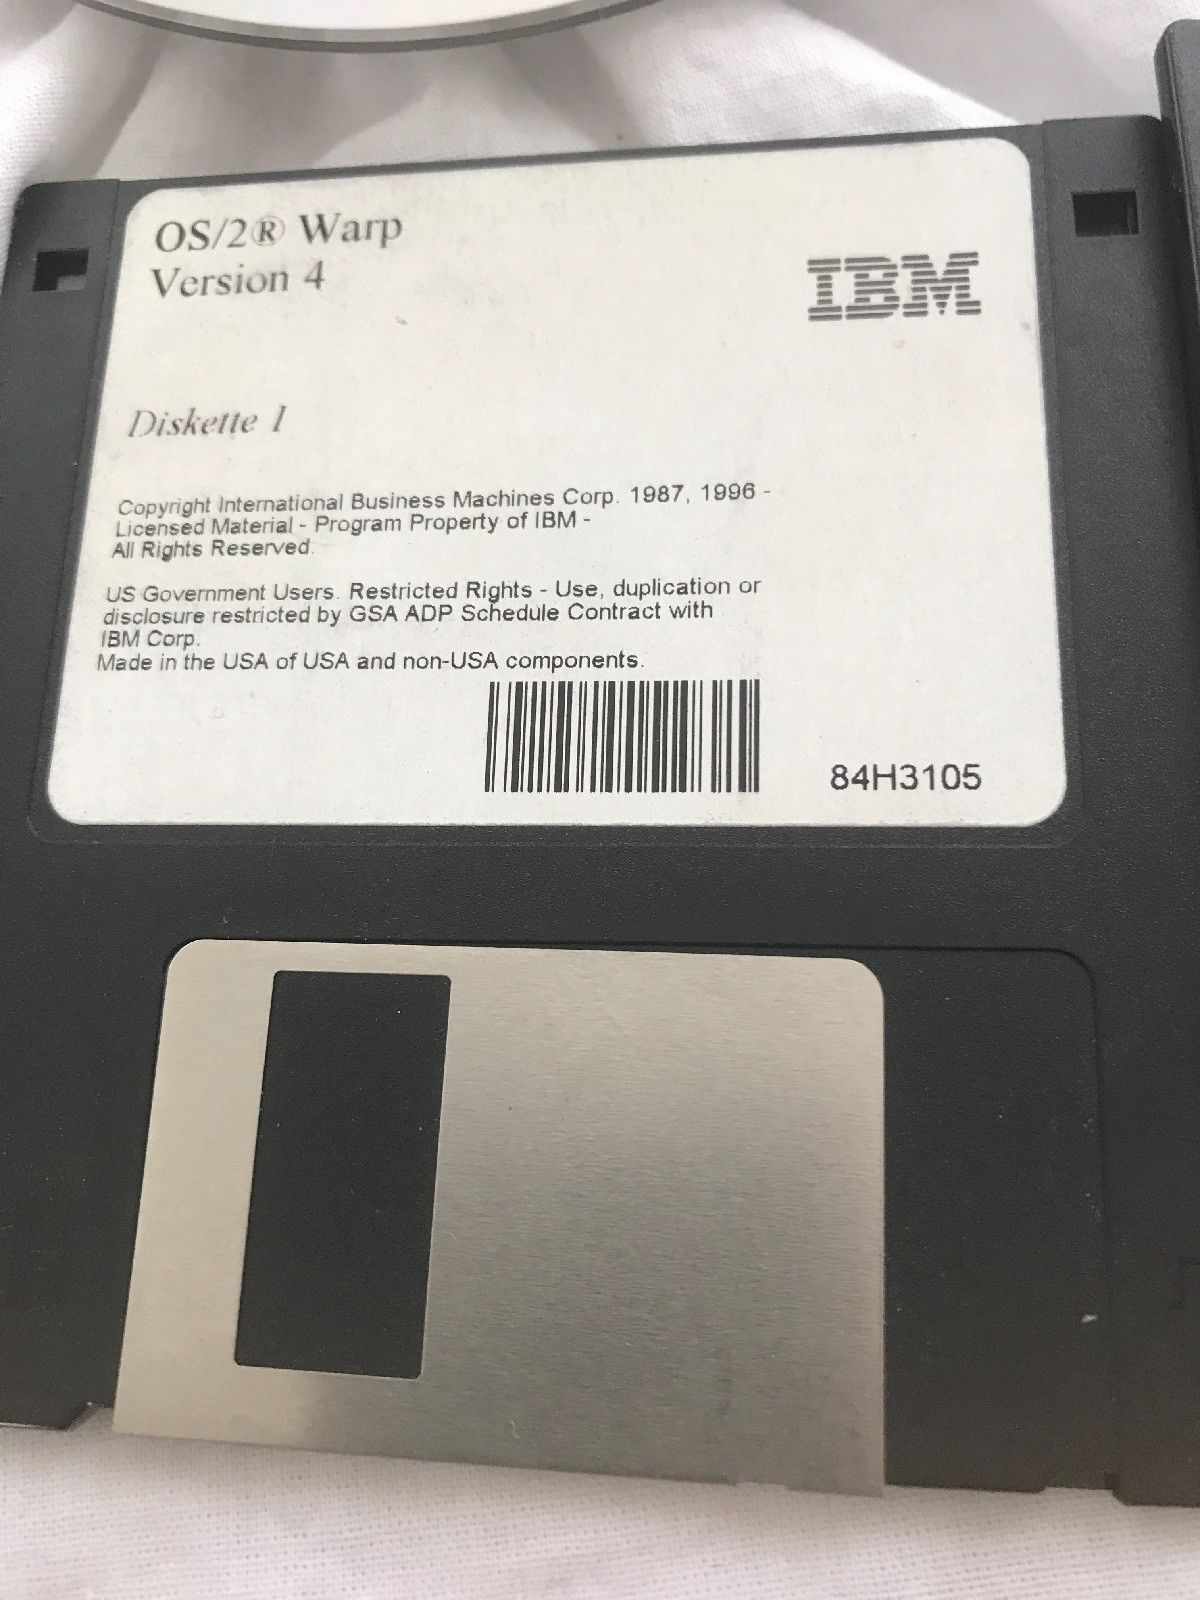 OS/2® Warp
Version 4
IBM
Diskette 1
Copyright International Business Machines Corp. 1987, 1996 -
Licensed Material - Program Property of IBM -
All Rights Reserved.
US Government Users. Restricted Rights - Use, duplication or
disclosure restricted by GSA ADP Schedule Contract with
IBM Corp.
Made in the USA of USA and non-USA components.
84H3105